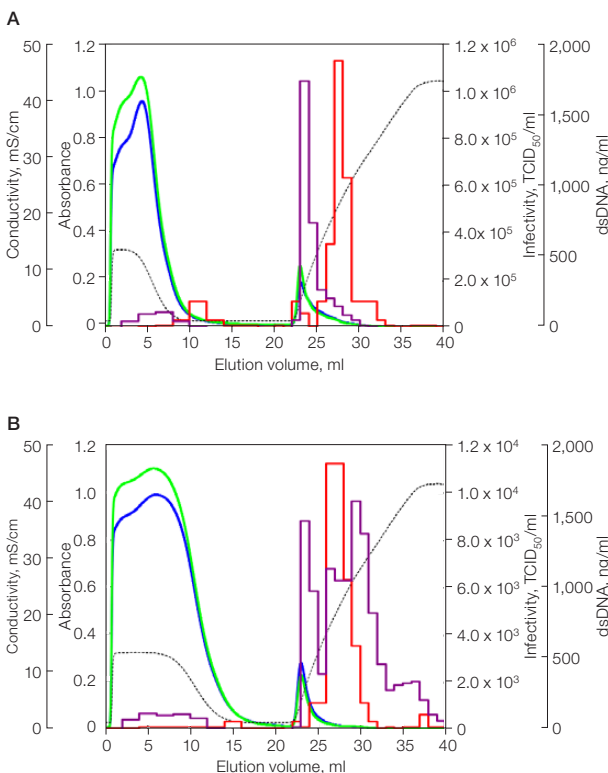 A
50
40
30
20
10
0
Conductivity, mS/cm
1.2
1.0
0.8
0.6
0.4
0.2
0
Absorbance
0 5 10 15 20 25 30 35 40
Elution volume, ml
1.2 x 10⁶
1.0 x 10⁶
8.0 x 10⁵
6.0 x 10⁵
4.0 x 10⁵
2.0 x 10⁵
0
Infectivity, TCID₅₀/ml
2,000
1,500
1,000
500
0
dsDNA, ng/ml
B
50
40
30
20
10
0
Conductivity, mS/cm
1.2
1.0
0.8
0.6
0.4
0.2
0
Absorbance
0 5 10 15 20 25 30 35 40
Elution volume, ml
1.2 x 10⁴
1.0 x 10⁴
8.0 x 10³
6.0 x 10³
4.0 x 10³
2.0 x 10³
0
Infectivity, TCID₅₀/ml
2,000
1,500
1,000
500
0
dsDNA, ng/ml